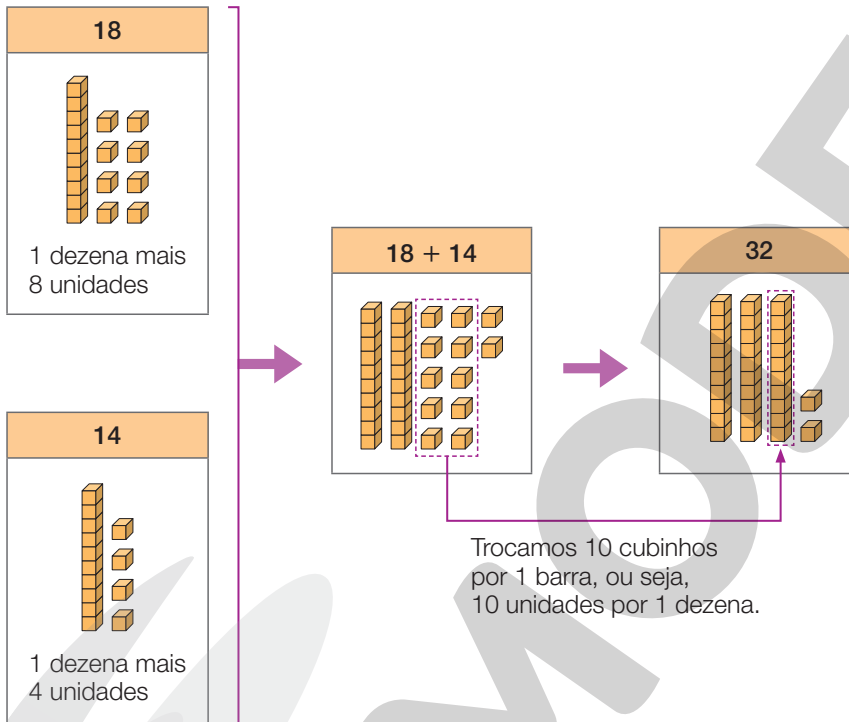 18
1 dezena mais
8 unidades
14
1 dezena mais
4 unidades
18 + 14
32
Trocamos 10 cubinhos
por 1 barra, ou seja,
10 unidades por 1 dezena.